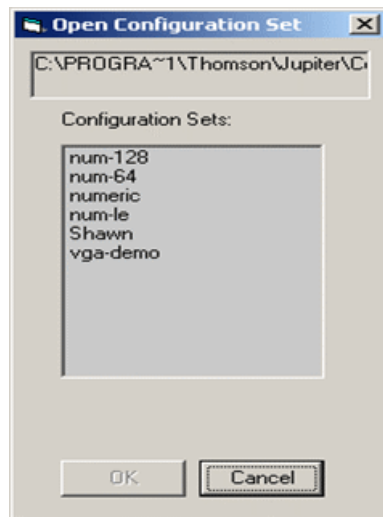 Open Configuration Set
C:\PROGRA~1\Thomson\Jupiter\C
Configuration Sets:
num-128
num-64
numeric
num-le
Shawn
vga-demo
OK
Cancel